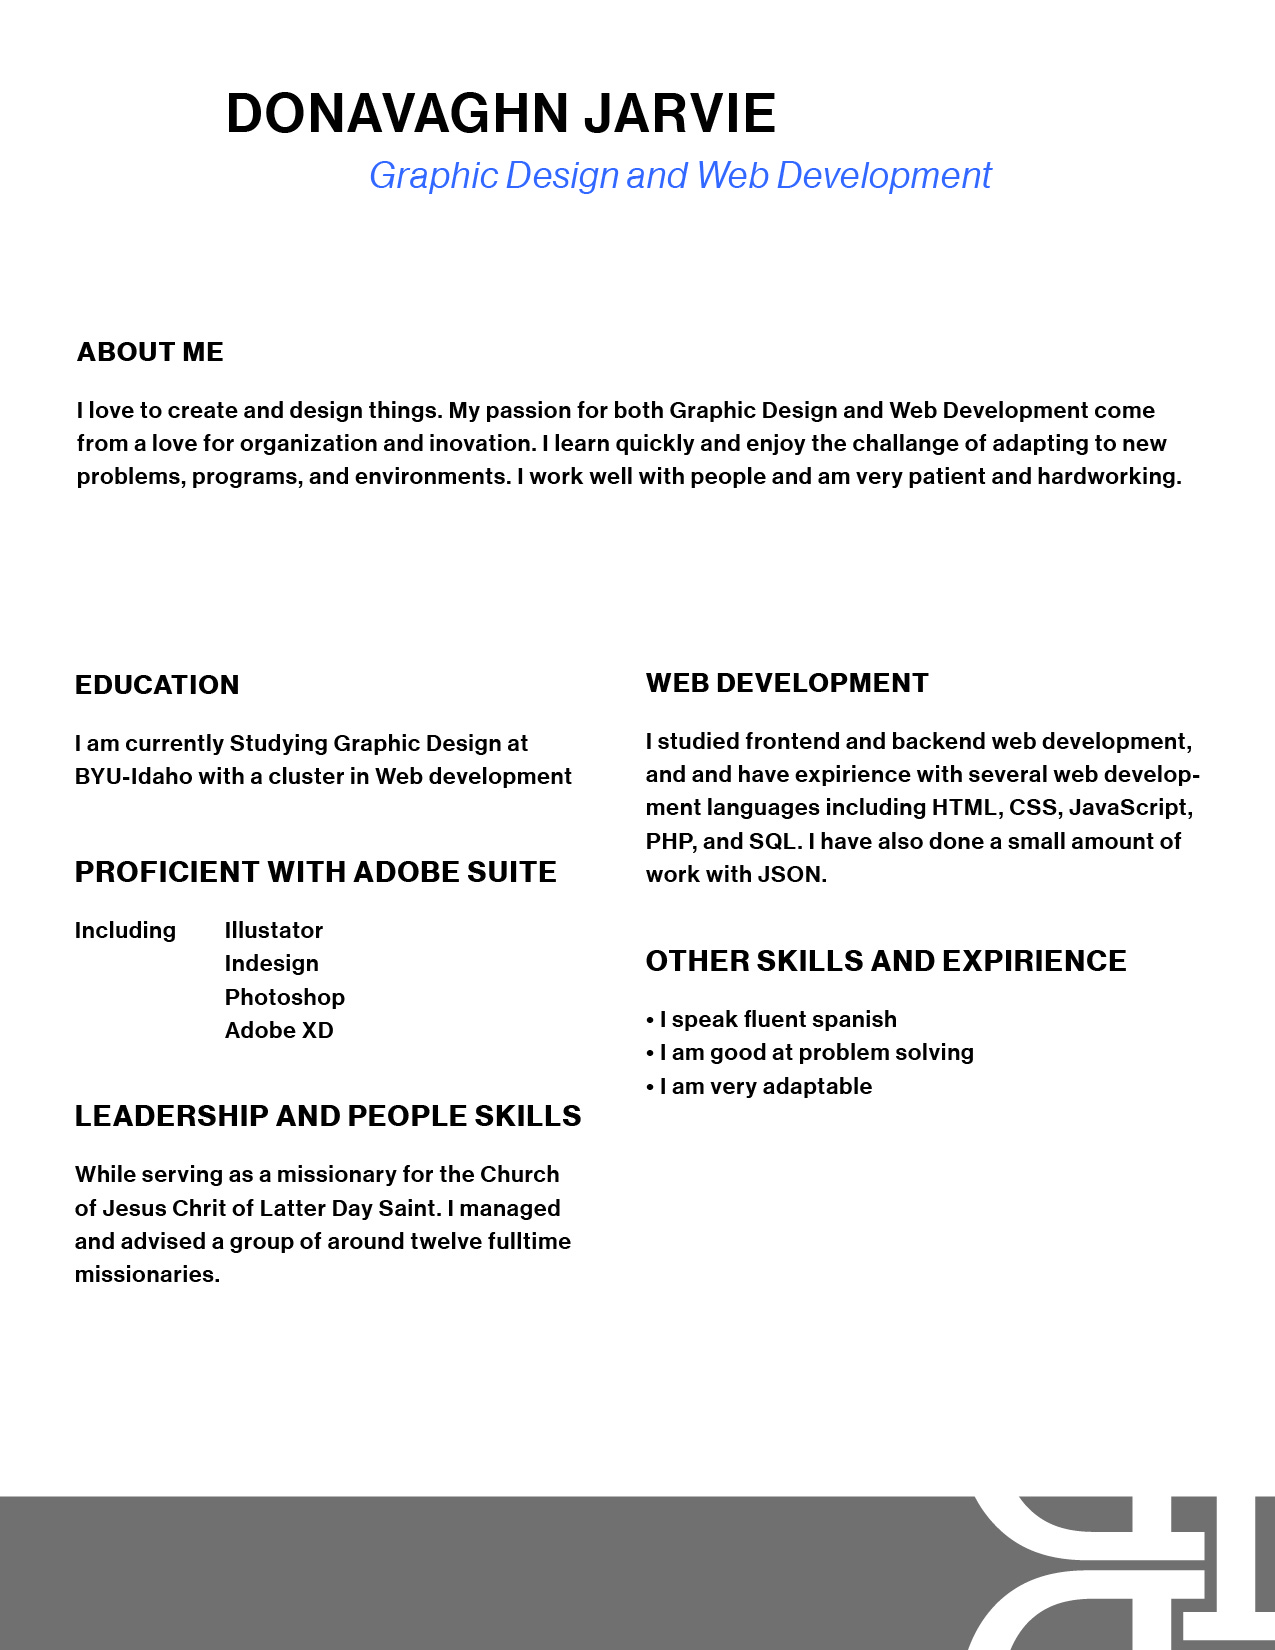 DONAVAGHN JARVIE
Graphic Design and Web Development
ABOUT ME
I love to create and design things. My passion for both Graphic Design and Web Development come
from a love for organization and inovation. I learn quickly and enjoy the challange of adapting to new
problems, programs, and environments. I work well with people and am very patient and hardworking.
EDUCATION
I am currently Studying Graphic Design at
BYU-Idaho with a cluster in Web development
PROFICIENT WITH ADOBE SUITE
Including Illustator
Indesign
Photoshop
Adobe XD
LEADERSHIP AND PEOPLE SKILLS
While serving as a missionary for the Church
of Jesus Chrit of Latter Day Saint. I managed
and advised a group of around twelve fulltime
missionaries.
WEB DEVELOPMENT
I studied frontend and backend web development,
and and have expirience with several web develop-
ment languages including HTML, CSS, JavaScript,
PHP, and SQL. I have also done a small amount of
work with JSON.
OTHER SKILLS AND EXPIRIENCE
• I speak fluent spanish
• I am good at problem solving
• I am very adaptable